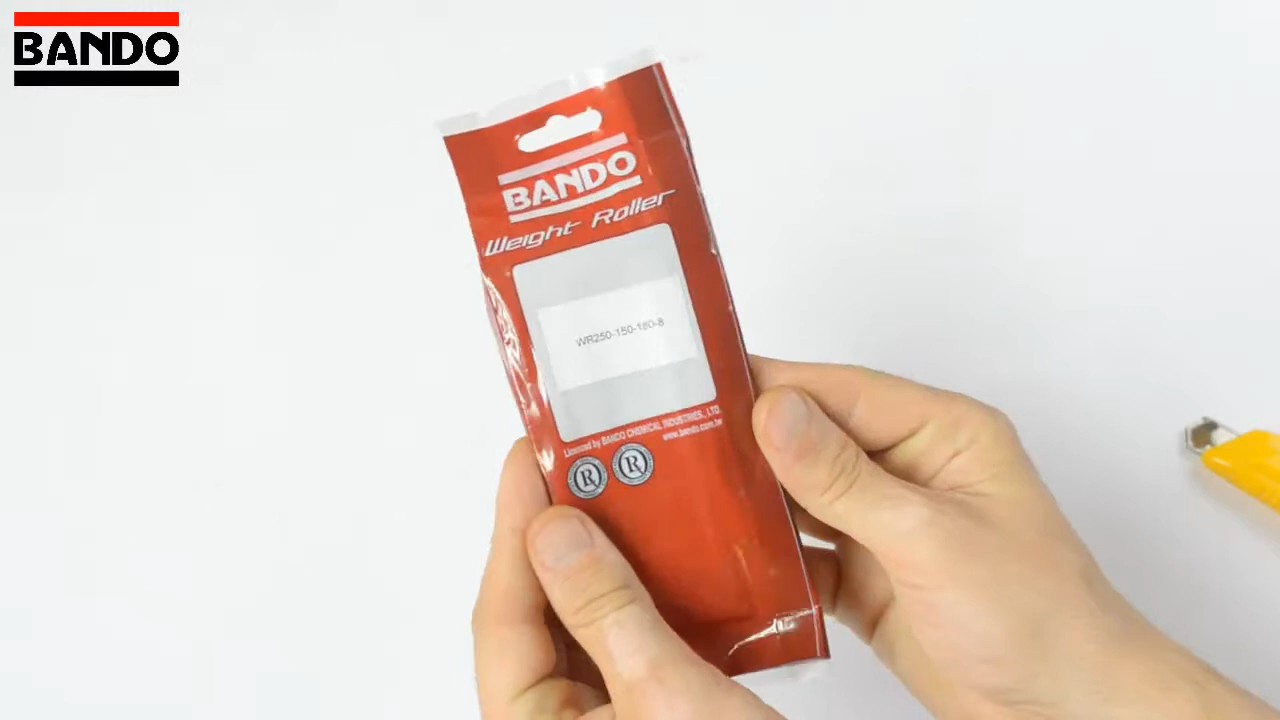 BANDO
BANDO
Weight Roller
WR250-150-180-8
Licensed by BANDO CHEMICAL INDUSTRIES., LTD.
www.bando.com.tw
R R